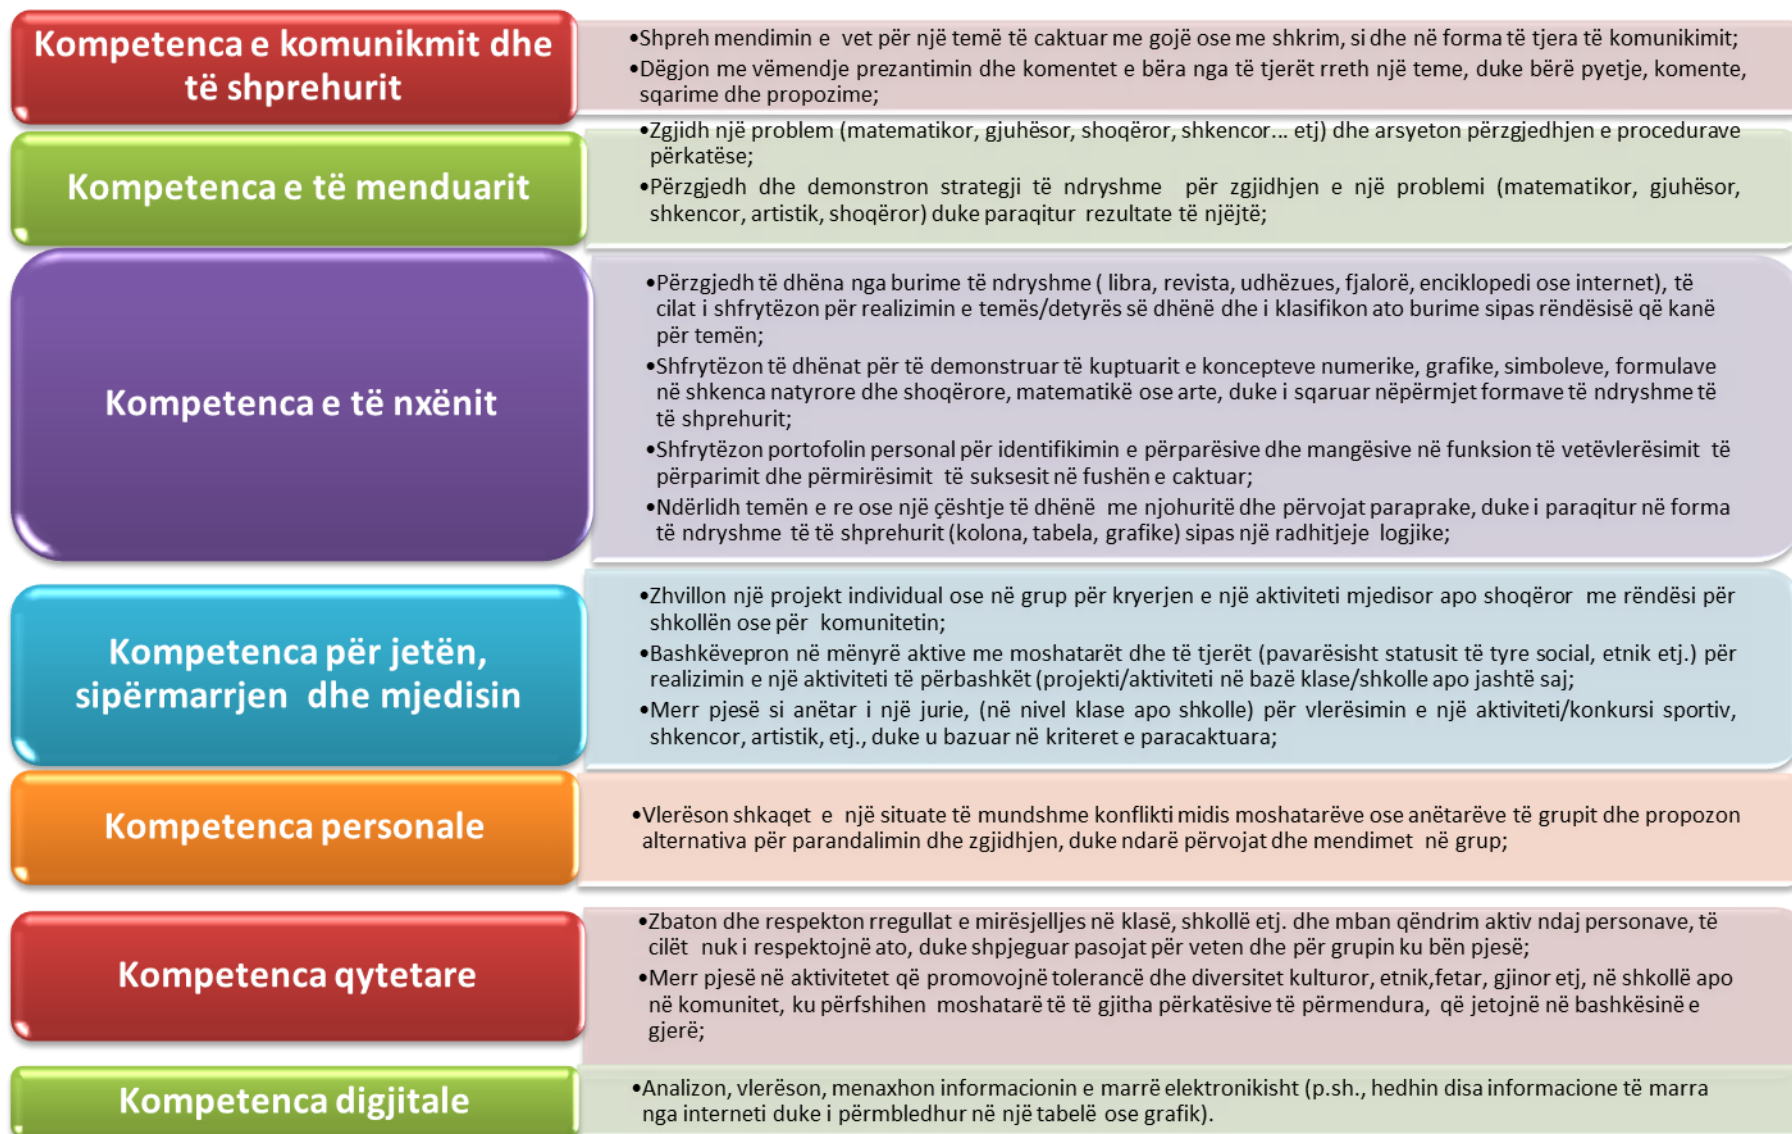 Kompetenca e komunikmit dhe
të shprehurit
•Shpreh mendimin e vet për një temë të caktuar me gojë ose me shkrim, si dhe në forma të tjera të komunikimit;
•Dëgjon me vëmendje prezantimin dhe komentet e bëra nga të tjerët rreth një teme, duke bërë pyetje, komente,
sqarime dhe propozime;
Kompetenca e të menduarit
•Zgjidh një problem (matematikor, gjuhësor, shoqëror, shkencor... etj) dhe arsyeton përzgjedhjen e procedurave
përkatëse;
•Përzgjedh dhe demonstron strategji të ndryshme për zgjidhjen e një problemi (matematikor, gjuhësor,
shkencor, artistik, shoqëror) duke paraqitur rezultate të njëjtë;
Kompetenca e të nxënit
•Përzgjedh të dhëna nga burime të ndryshme ( libra, revista, udhëzues, fjalorë, enciklopedi ose internet), të
cilat i shfrytëzon për realizimin e temës/detyrës së dhënë dhe i klasifikon ato burime sipas rëndësisë që kanë
për temën;
•Shfrytëzon të dhënat për të demonstruar të kuptuarit e koncepteve numerike, grafike, simboleve, formulave
në shkenca natyrore dhe shoqërore, matematikë ose arte, duke i sqaruar nëpërmjet formave të ndryshme të
të shprehurit;
•Shfrytëzon portofolin personal për identifikimin e përparësive dhe mangësive në funksion të vetëvlerësimit të
përparimit dhe përmirësimit të suksesit në fushën e caktuar;
•Ndërlidh temën e re ose një çështje të dhënë me njohuritë dhe përvojat paraprake, duke i paraqitur në forma
të ndryshme të të shprehurit (kolona, tabela, grafike) sipas një radhitjeje logjike;
Kompetenca për jetën,
sipërmarrjen dhe mjedisin
•Zhvillon një projekt individual ose në grup për kryerjen e një aktiviteti mjedisor apo shoqëror me rëndësi për
shkollën ose për komunitetin;
•Bashkëvepron në mënyrë aktive me moshatarët dhe të tjerët (pavarësisht statusit të tyre social, etnik etj.) për
realizimin e një aktiviteti të përbashkët (projekti/aktiviteti në bazë klase/shkolle apo jashtë saj;
•Merr pjesë si anëtar i një jurie, (në nivel klase apo shkolle) për vlerësimin e një aktiviteti/konkursi sportiv,
shkencor, artistik, etj., duke u bazuar në kriteret e paracaktuara;
Kompetenca personale
•Vlerëson shkaqet e një situate të mundshme konflikti midis moshatarëve ose anëtarëve të grupit dhe propozon
alternativa për parandalimin dhe zgjidhjen, duke ndarë përvojat dhe mendimet në grup;
Kompetenca qytetare
•Zbaton dhe respekton rregullat e mirësjelljes në klasë, shkollë etj. dhe mban qëndrim aktiv ndaj personave, të
cilët nuk i respektojnë ato, duke shpjeguar pasojat për veten dhe për grupin ku bën pjesë;
•Merr pjesë në aktivitetet që promovojnë tolerancë dhe diversitet kulturor, etnik,fetar, gjinor etj, në shkollë apo
në komunitet, ku përfshihen moshatarë të të gjitha përkatësive të përmendura, që jetojnë në bashkësinë e
gjerë;
Kompetenca digjitale
•Analizon, vlerëson, menaxhon informacionin e marrë elektronikisht (p.sh., hedhin disa informacione të marra
nga interneti duke i përmbledhur në një tabelë ose grafik).